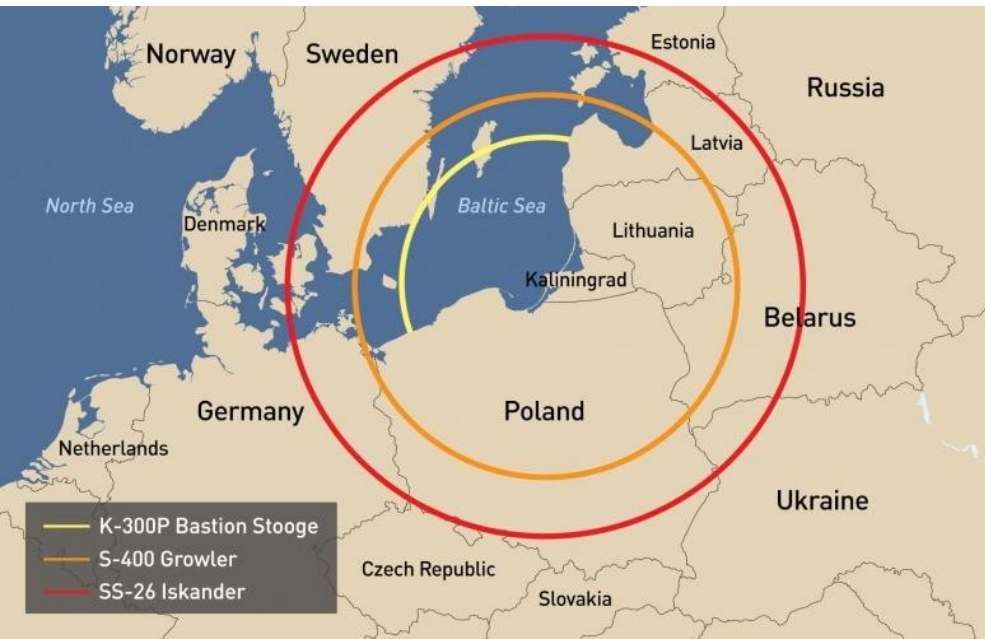 Norway
Sweden
Estonia
Russia
Latvia
North Sea
Baltic Sea
Denmark
Lithuania
Kaliningrad
Belarus
Germany
Poland
Netherlands
Ukraine
K-300P Bastion Stooge
S-400 Growler
SS-26 Iskander
Czech Republic
Slovakia